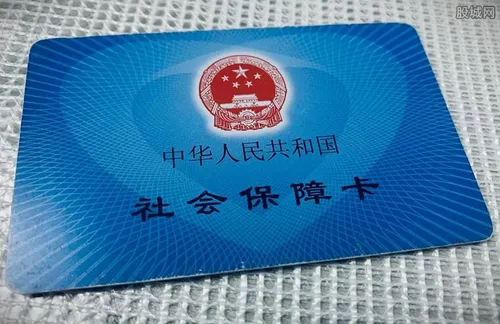 股城网
中华人民共和国
社会保障卡